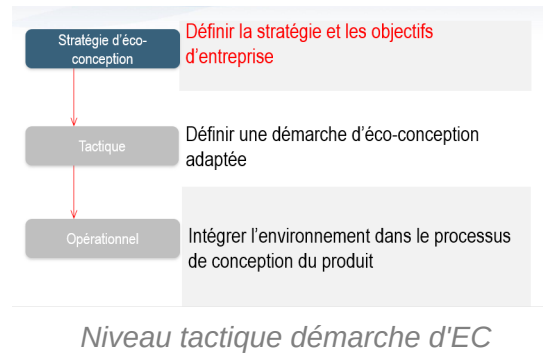 Stratégie d'éco-
conception
Définir la stratégie et les objectifs
d'entreprise
Tactique
Définir une démarche d'éco-conception
adaptée
Opérationnel
Intégrer l'environnement dans le processus
de conception du produit
Niveau tactique démarche d'EC